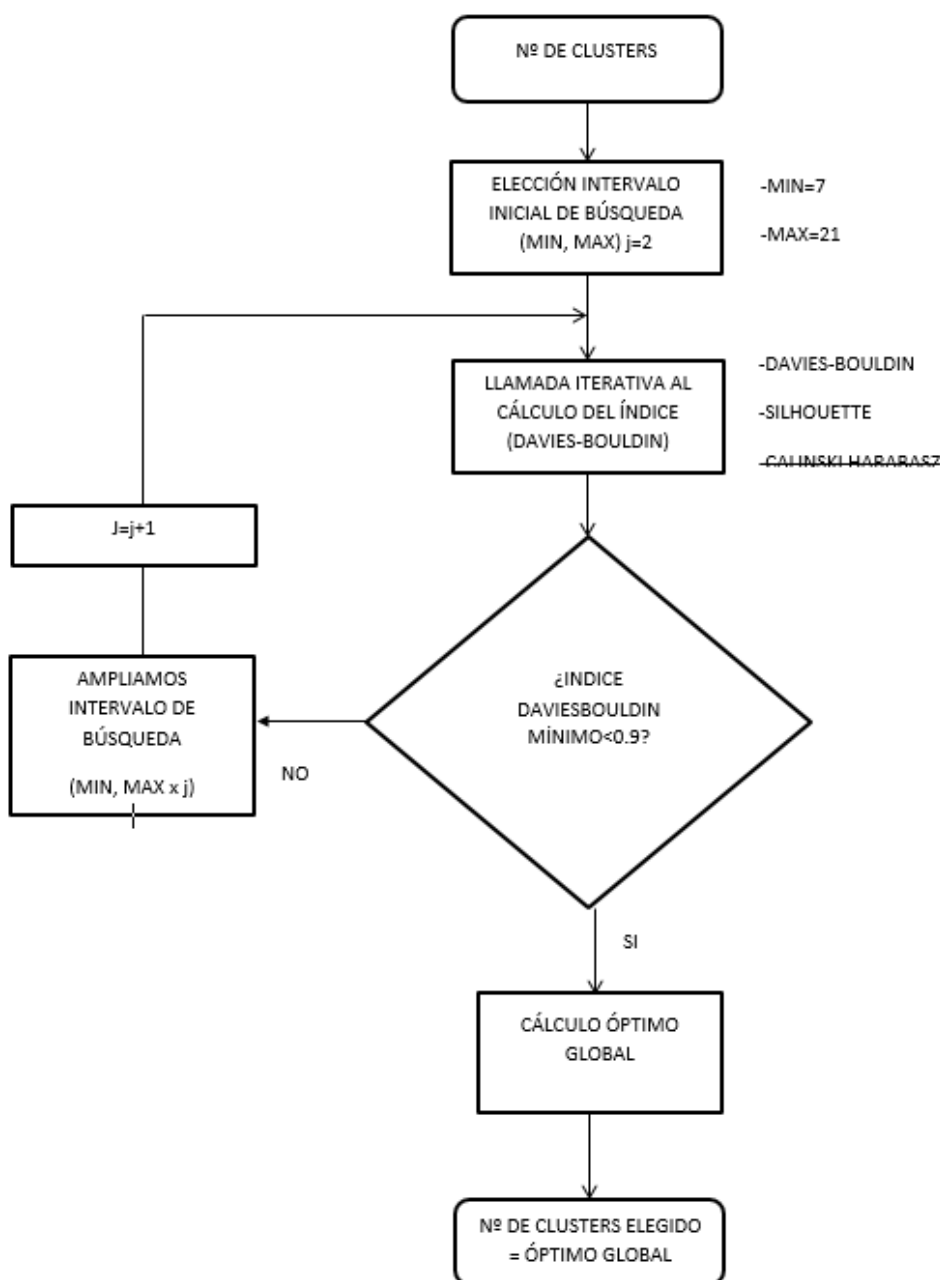 Nº DE CLUSTERS
ELECCIÓN INTERVALO
INICIAL DE BÚSQUEDA
(MIN, MAX) j=2
-MIN=7
-MAX=21
LLAMADA ITERATIVA AL
CÁLCULO DEL ÍNDICE
(DAVIES-BOULDIN)
-DAVIES-BOULDIN
-SILHOUETTE
-CALINSKI HARABASZ
J=j+1
AMPLIAMOS
INTERVALO DE
BÚSQUEDA
(MIN, MAX x j)
NO
¿INDICE
DAVIESBOULDIN
MÍNIMO<0.9?
SI
CÁLCULO ÓPTIMO
GLOBAL
Nº DE CLUSTERS ELEGIDO
= ÓPTIMO GLOBAL